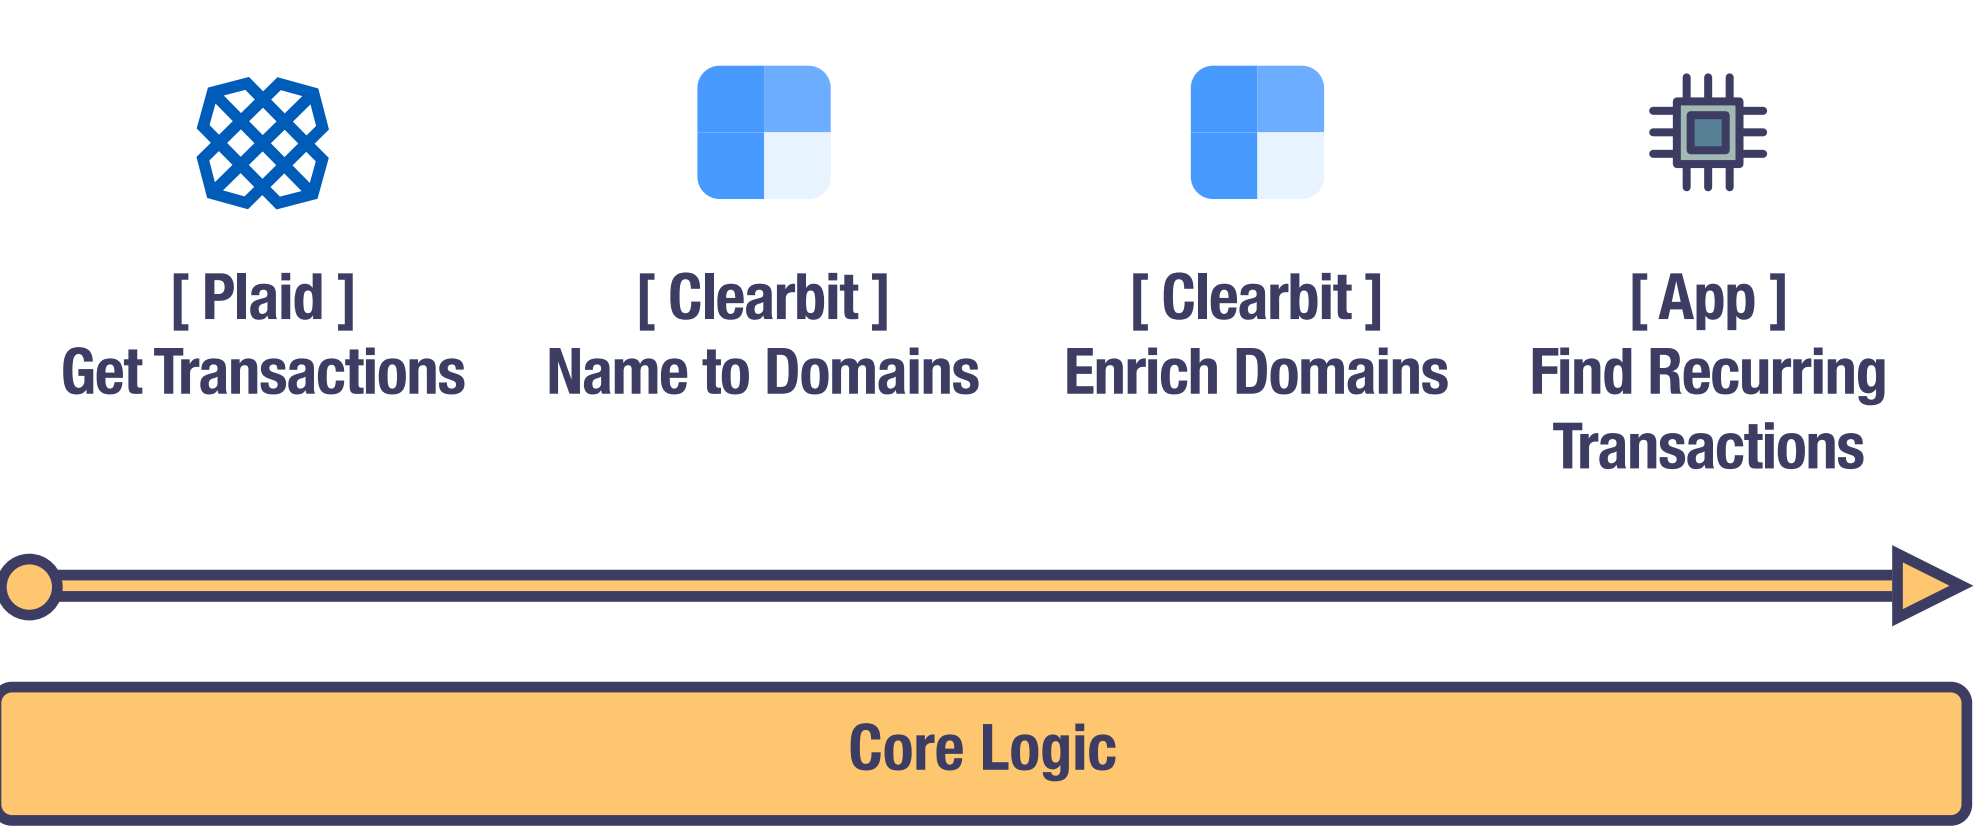 [ Plaid ]
Get Transactions
[ Clearbit ]
Name to Domains
[ Clearbit ]
Enrich Domains
[ App ]
Find Recurring
Transactions
Core Logic